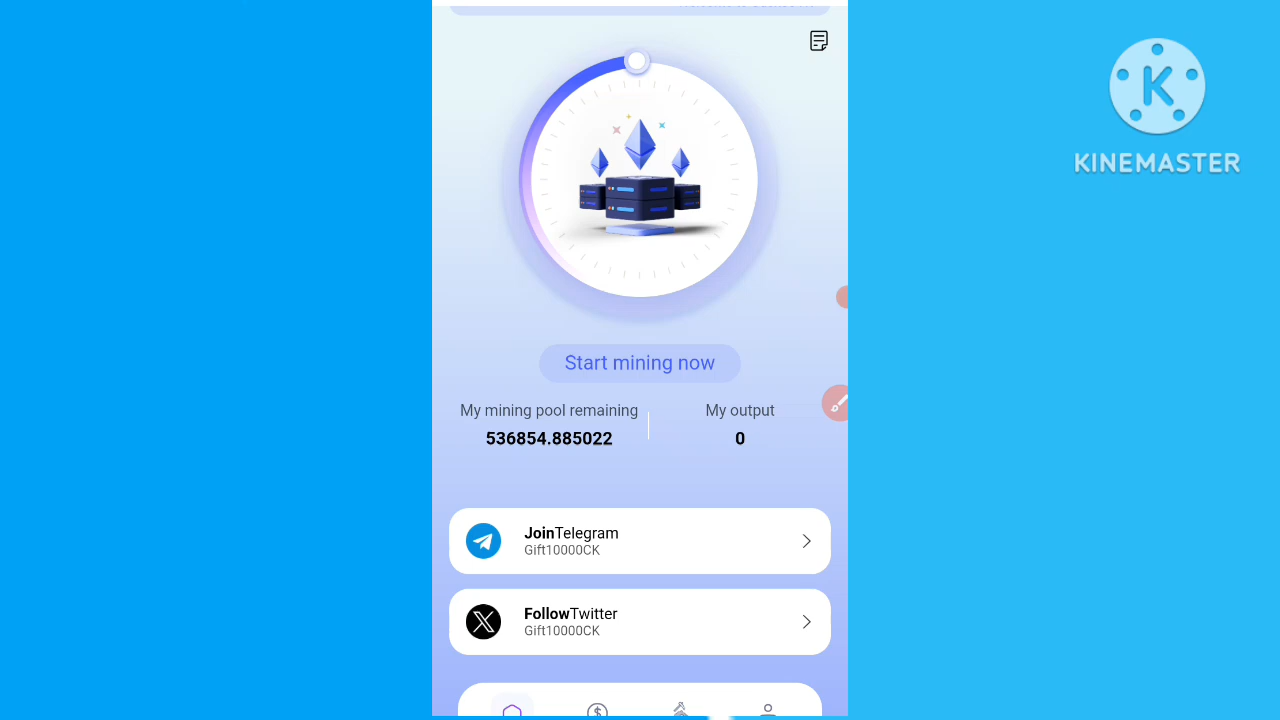 KINEMASTER
Start mining now
My mining pool remaining
536854.885022
My output
0
JoinTelegram
Gift10000CK
FollowTwitter
Gift10000CK